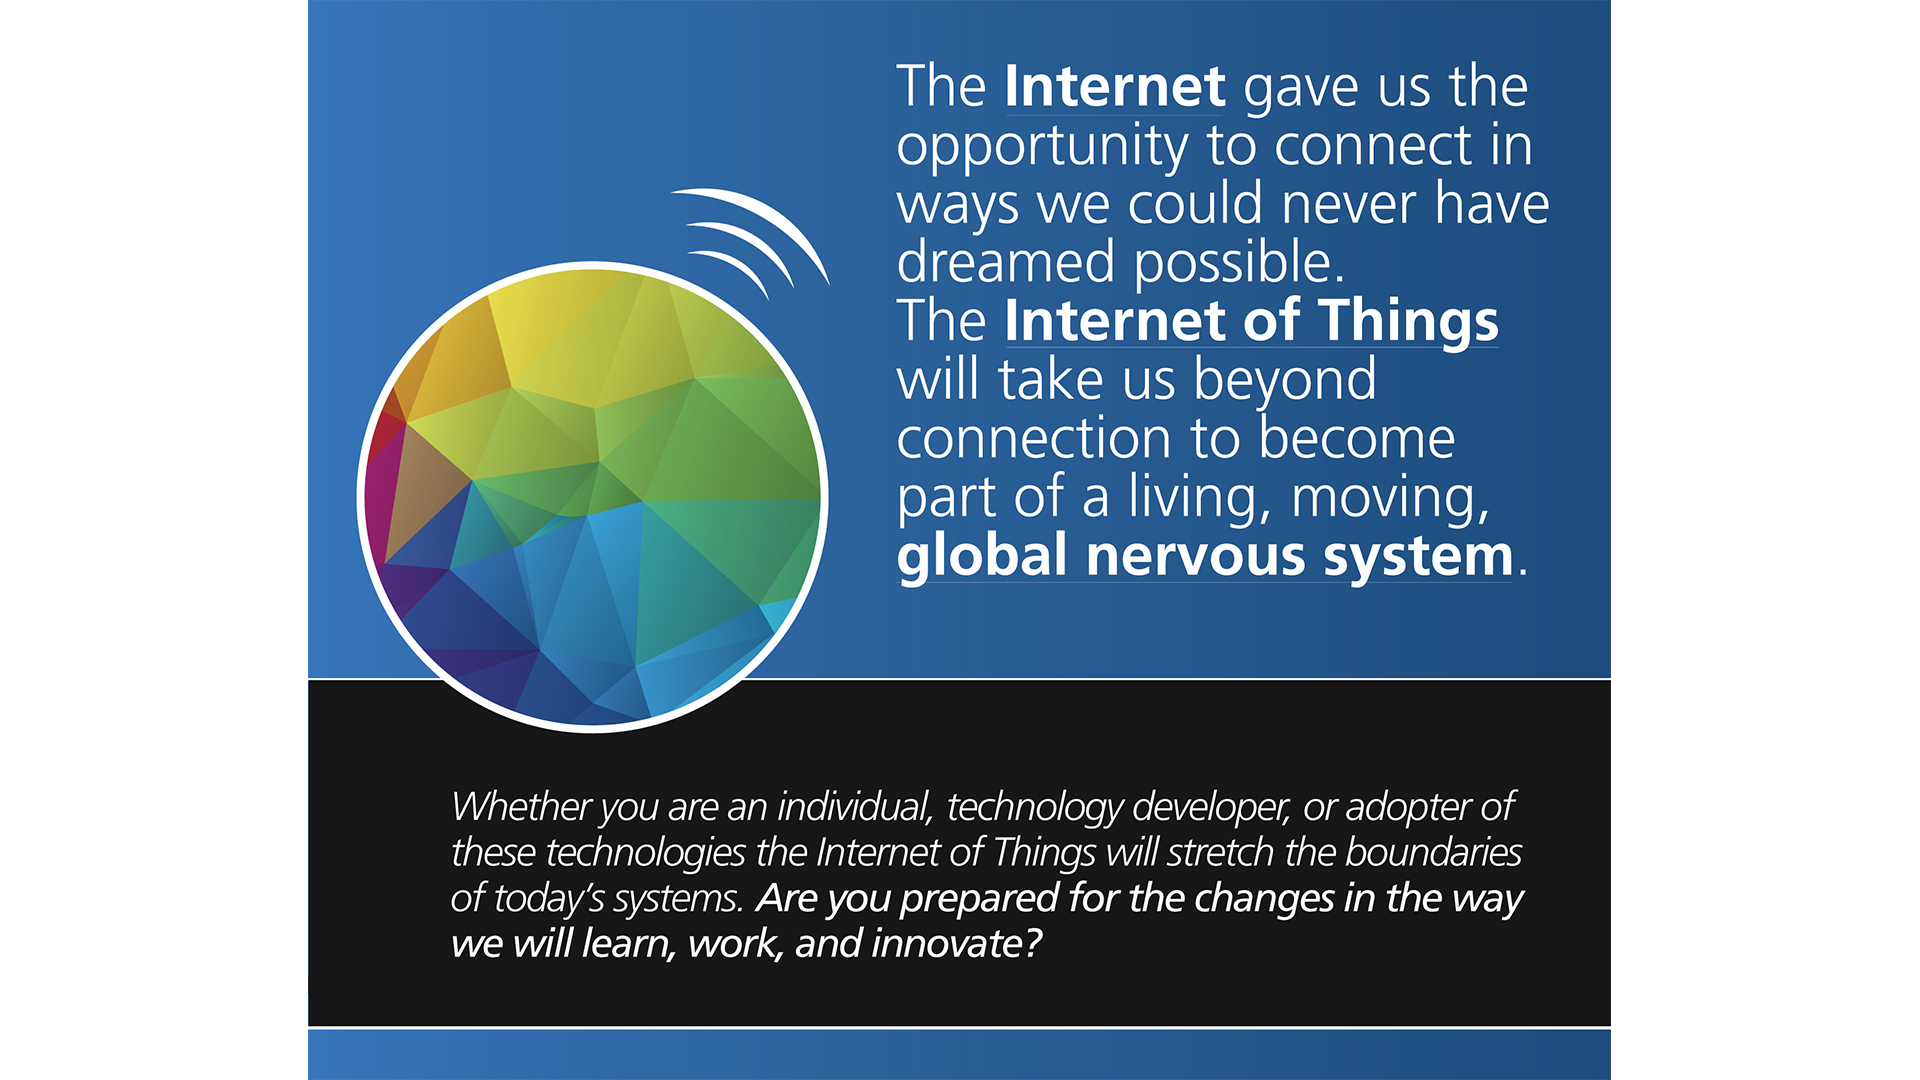 The Internet gave us the
opportunity to connect in
ways we could never have
dreamed possible.
The Internet of Things
will take us beyond
connection to become
part of a living, moving,
global nervous system.
Whether you are an individual, technology developer, or adopter of
these technologies the Internet of Things will stretch the boundaries
of today’s systems. Are you prepared for the changes in the way
we will learn, work, and innovate?